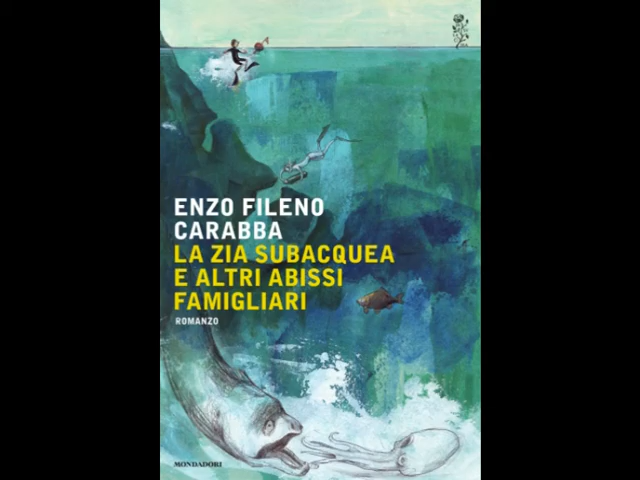 ENZO FILENO
CARABBA
LA ZIA SUBACQUEA
E ALTRI ABISSI
FAMIGLIARI
ROMANZO
MONDADORI